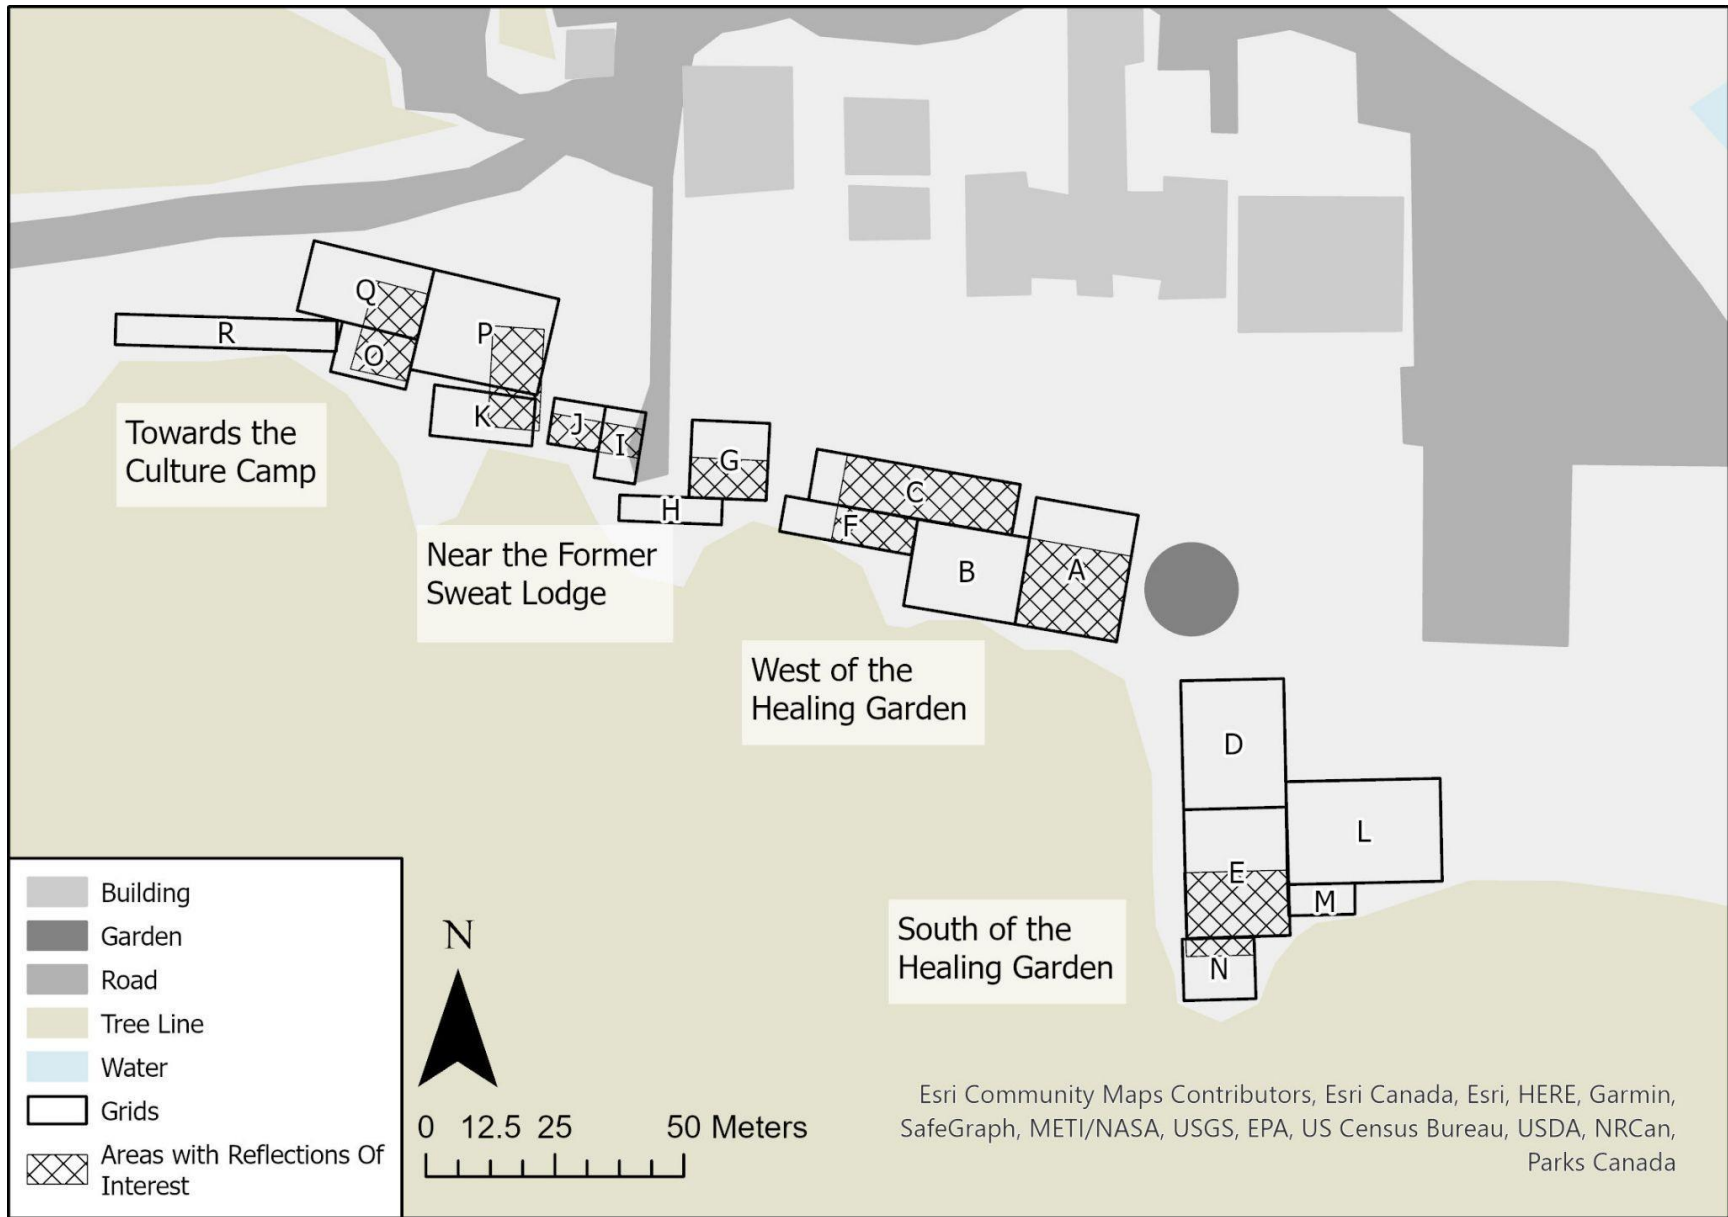 Q
R
P
O
K
J
I
G
H
C
F
B
A
D
L
E
M
N
Towards the
Culture Camp
Near the Former
Sweat Lodge
West of the
Healing Garden
South of the
Healing Garden
Building
Garden
Road
Tree Line
Water
Grids
Areas with Reflections Of
Interest
N
0 12.5 25 50 Meters
Esri Community Maps Contributors, Esri Canada, Esri, HERE, Garmin,
SafeGraph, METI/NASA, USGS, EPA, US Census Bureau, USDA, NRCan,
Parks Canada